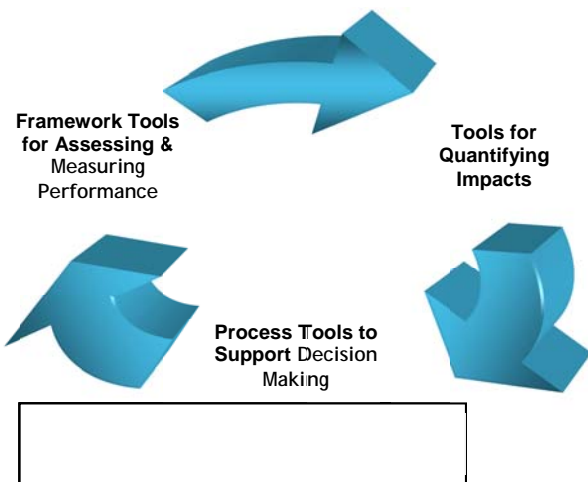 Framework Tools
for Assessing &
Measuring
Performance
Tools for
Quantifying
Impacts
Process Tools to
Support Decision
Making